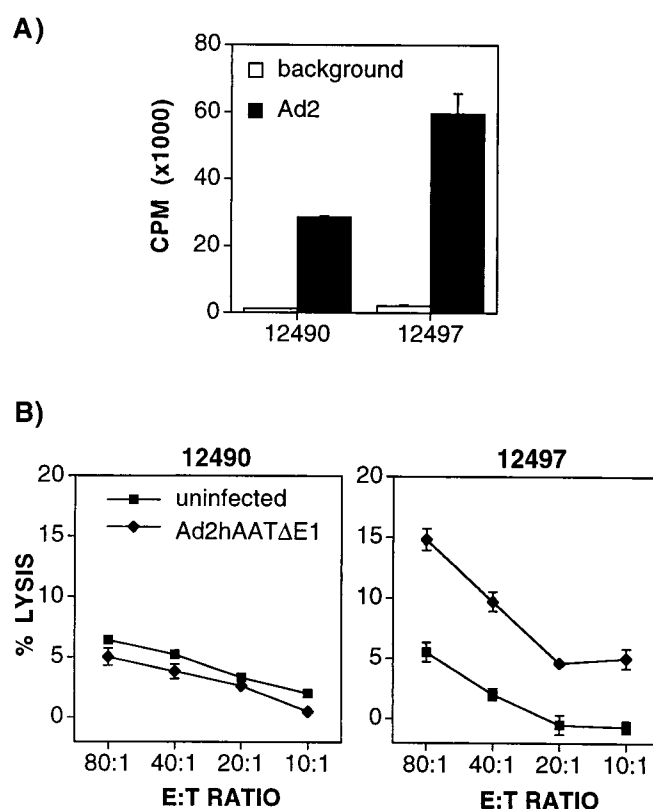 A)
80
60
40
20
0
CPM (x1000)
background
Ad2
12490 12497
B)
12490 12497
20 20
15 15
10 10
5 5
0 0
% LYSIS
uninfected
Ad2hAATΔE1
80:1 40:1 20:1 10:1 80:1 40:1 20:1 10:1
E:T RATIO E:T RATIO